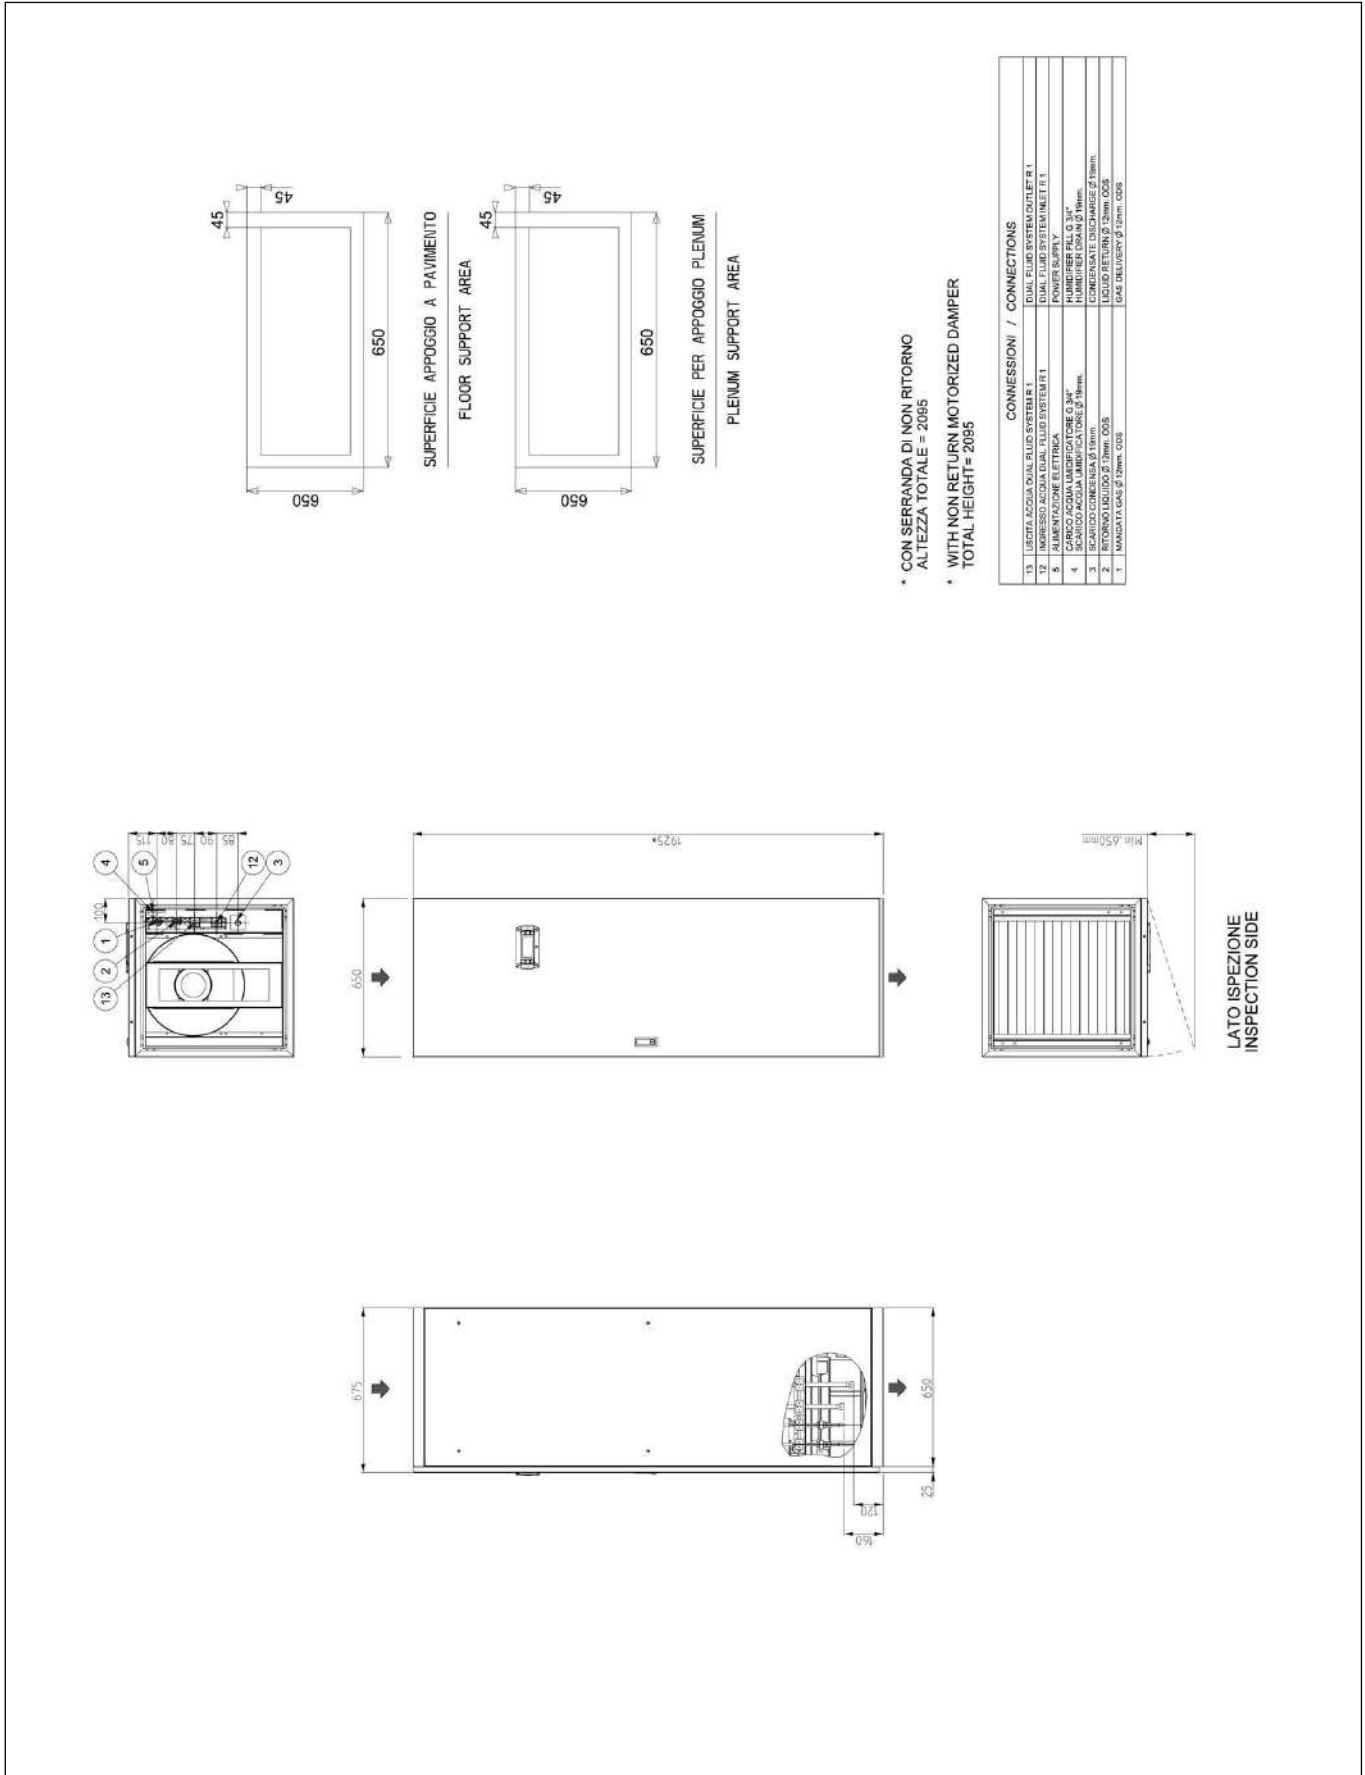 45
45
650
650
SUPERFICIE APPOGGIO A PAVIMENTO
FLOOR SUPPORT AREA
45
45
650
650
SUPERFICIE PER APPOGGIO PLENUM
PLENUM SUPPORT AREA
* CON SERRANDA DI NON RITORNO
ALTEZZA TOTALE = 2095
* WITH NON RETURN MOTORIZED DAMPER
TOTAL HEIGHT= 2095
CONNESSIONI / CONNECTIONS
13 USCITA ACQUA DUAL FLUID SYSTEM R 1 DUAL FLUID SYSTEM OUTLET R 1
12 INGRESSO ACQUA DUAL FLUID SYSTEM R 1 DUAL FLUID SYSTEM INLET R 1
5 ALIMENTAZIONE ELETTRICA POWER SUPPLY
4 CARICO ACQUA UMIDIFICATORE G 3/4" HUMIDIFIER FILL G 3/4"
SCARICO ACQUA UMIDIFICATORE Ø 19mm. HUMIDIFIER DRAIN Ø 19mm.
3 SCARICO CONDENSA Ø 19mm. CONDENSATE DISCHARGE Ø 19mm.
2 RITORNO LIQUIDO Ø 12mm. ODS LIQUID RETURN Ø 12mm. ODS
1 MANDATA GAS Ø 12mm. ODS GAS DELIVERY Ø 12mm. ODS
4
5
12
3
1
2
13
100
115
80
75
90
85
650
1925*
Min.650mm
LATO ISPEZIONE
INSPECTION SIDE
675
650
25
120
160